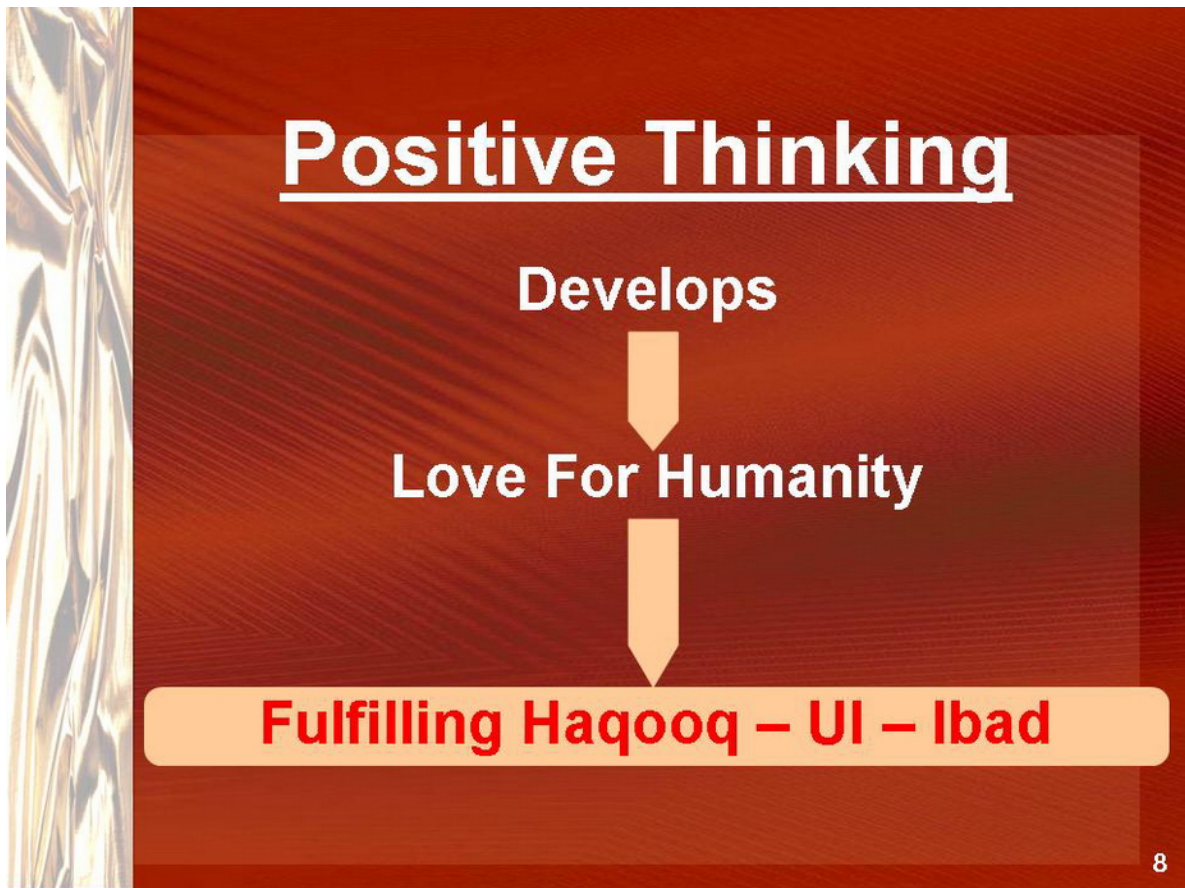 Positive Thinking
Develops
Love For Humanity
Fulfilling Haqooq – Ul – Ibad
8